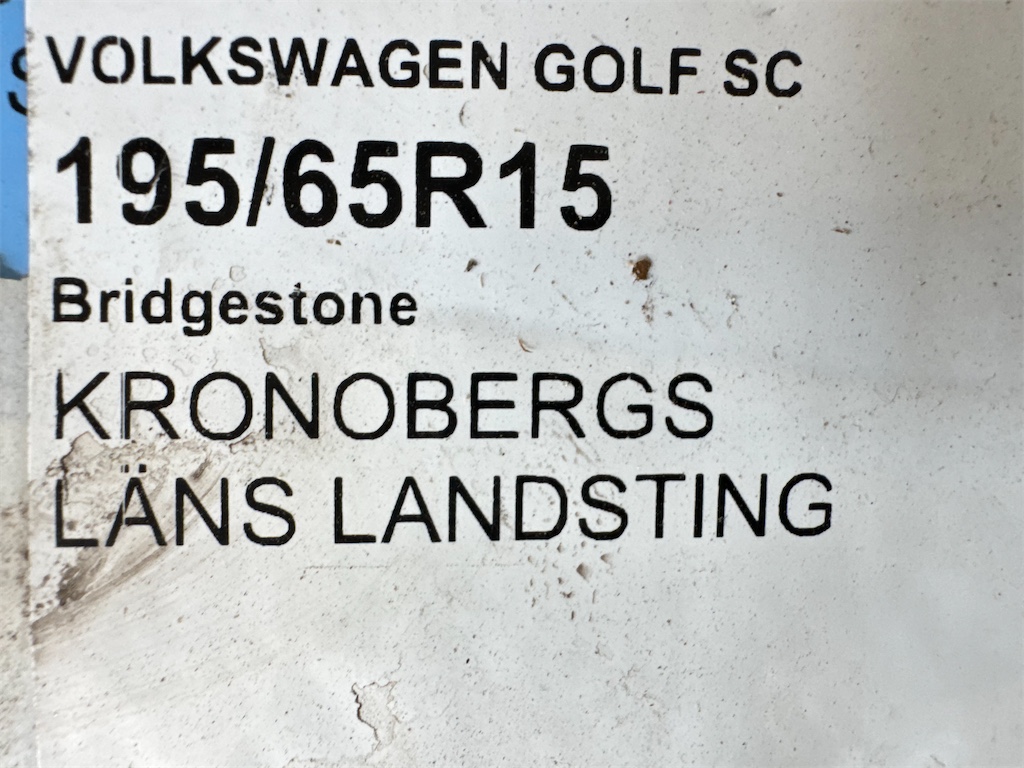 VOLKSWAGEN GOLF SC
195/65R15
Bridgestone
KRONOBERGS
LÄNS LANDSTING